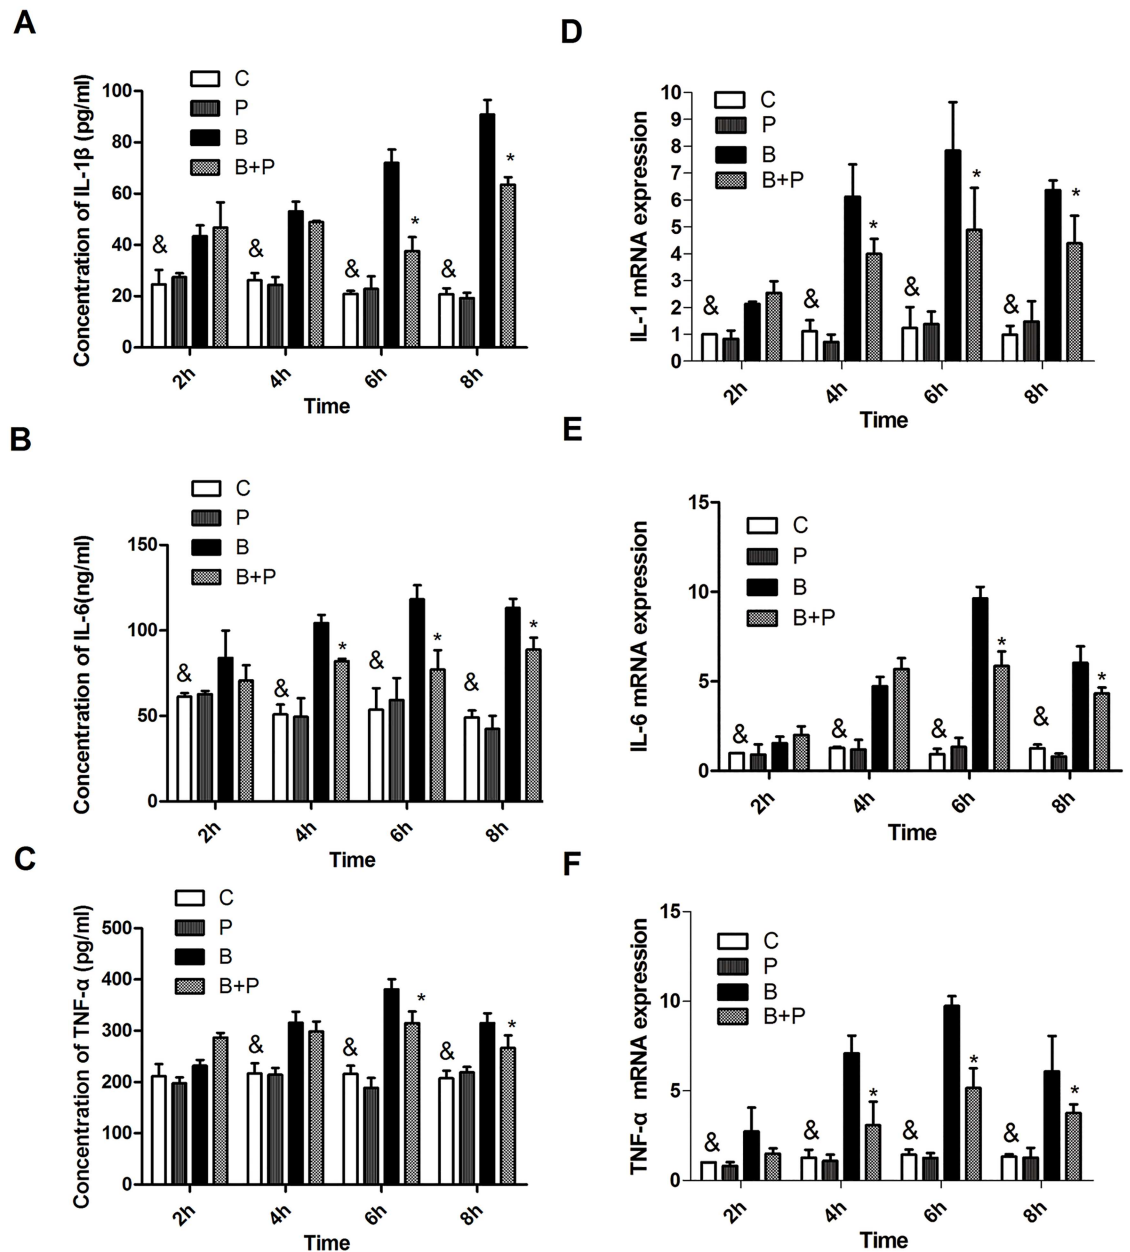 A
C
P
B
B+P
Concentration of IL-1β (pg/ml)
100
80
60
40
20
0
&
&
&
*
&
*
2h
4h
6h
8h
Time
B
C
P
B
B+P
Concentration of IL-6(ng/ml)
150
100
50
0
&
&
*
&
*
&
*
2h
4h
6h
8h
Time
C
C
P
B
B+P
Concentration of TNF-α (pg/ml)
500
400
300
200
100
0
&
&
*
&
*
2h
4h
6h
8h
Time
D
C
P
B
B+P
IL-1 mRNA expression
10
9
8
7
6
5
4
3
2
1
0
&
&
*
&
*
&
*
2h
4h
6h
8h
Time
E
C
P
B
B+P
IL-6 mRNA expression
15
10
5
0
&
&
&
*
&
*
2h
4h
6h
8h
Time
F
C
P
B
B+P
TNF-α mRNA expression
15
10
5
0
&
&
*
&
*
&
*
2h
4h
6h
8h
Time